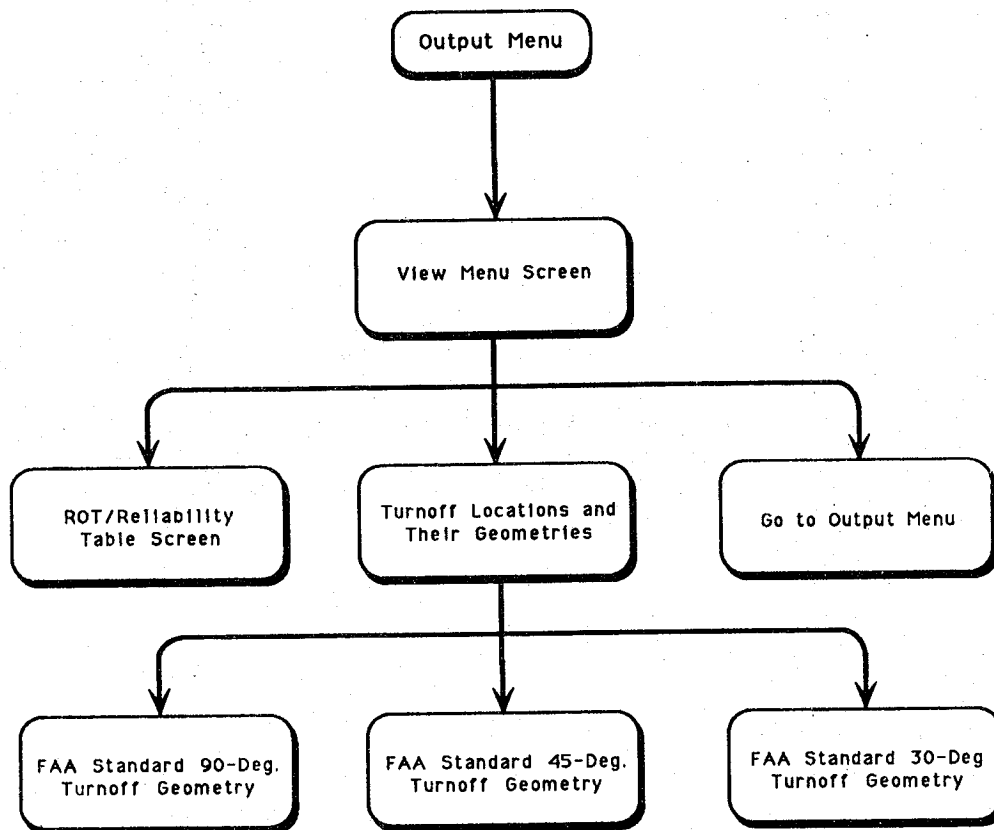 Output Menu
View Menu Screen
ROT/Reliability
Table Screen
Turnoff Locations and
Their Geometries
Go to Output Menu
FAA Standard 90-Deg.
Turnoff Geometry
FAA Standard 45-Deg.
Turnoff Geometry
FAA Standard 30-Deg
Turnoff Geometry